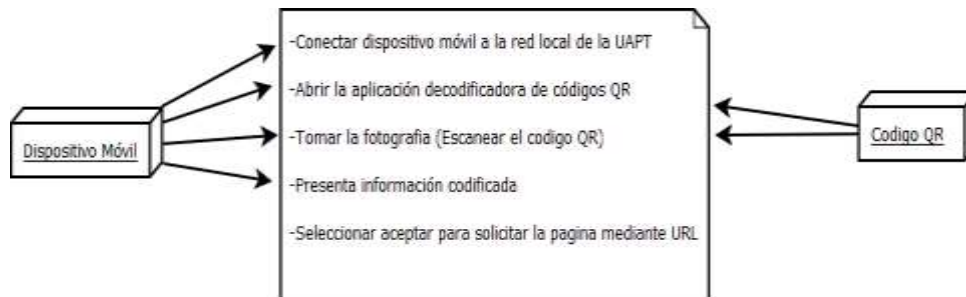 -Conectar dispositivo móvil a la red local de la UAPT
-Abrir la aplicación decodificadora de códigos QR
Dispositivo Móvil
-Tomar la fotografia (Escanear el codigo QR)
Codigo QR
-Presenta información codificada
-Seleccionar aceptar para solicitar la pagina mediante URL